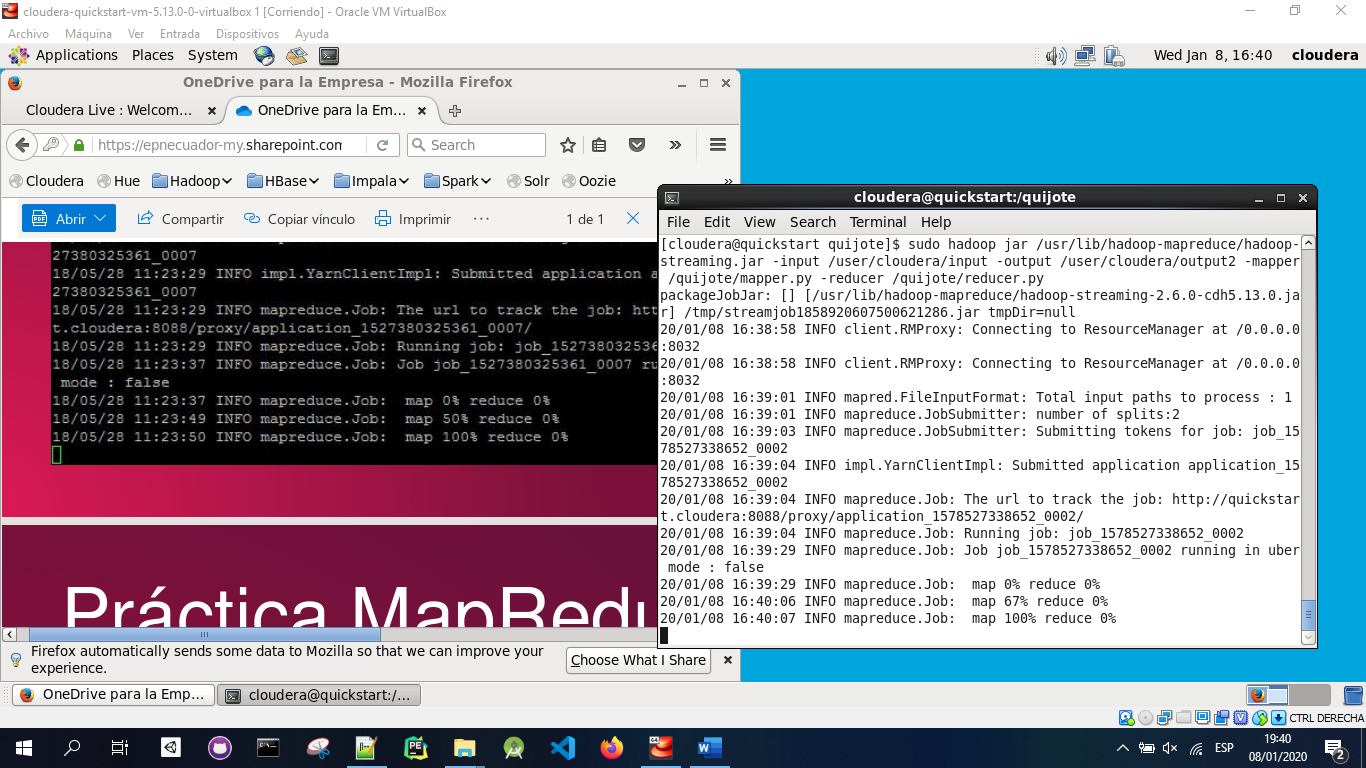 cloudera-quickstart-vm-5.13.0-0-virtualbox 1 [Corriendo] - Oracle VM VirtualBox
Archivo Máquina Ver Entrada Dispositivos Ayuda
Applications Places System Wed Jan 8, 16:40 cloudera
OneDrive para la Empresa - Mozilla Firefox
Cloudera Live : Welcom... OneDrive para la Em...
https://epnecuador-my.sharepoint.com Search
Cloudera Hue Hadoop HBase Impala Spark Solr Oozie
Abrir Compartir Copiar vínculo Imprimir ... 1 de 1
27380325361_0007
18/05/28 11:23:29 INFO impl.YarnClientImpl: Submitted application a
27380325361_0007
18/05/28 11:23:29 INFO mapreduce.Job: The url to track the job: htt
t.cloudera:8088/proxy/application_1527380325361_0007/
18/05/28 11:23:29 INFO mapreduce.Job: Running job: job_152738032536
18/05/28 11:23:37 INFO mapreduce.Job: Job job_1527380325361_0007 ru
mode : false
18/05/28 11:23:37 INFO mapreduce.Job: map 0% reduce 0%
18/05/28 11:23:49 INFO mapreduce.Job: map 50% reduce 0%
18/05/28 11:23:50 INFO mapreduce.Job: map 100% reduce 0%
Práctica MapRedu
Firefox automatically sends some data to Mozilla so that we can improve your
experience.
Choose What I Share
cloudera@quickstart:/quijote
File Edit View Search Terminal Help
[cloudera@quickstart quijote]$ sudo hadoop jar /usr/lib/hadoop-mapreduce/hadoop-
streaming.jar -input /user/cloudera/input -output /user/cloudera/output2 -mapper
/quijote/mapper.py -reducer /quijote/reducer.py
packageJobJar: [] [/usr/lib/hadoop-mapreduce/hadoop-streaming-2.6.0-cdh5.13.0.ja
r] /tmp/streamjob1858920607500621286.jar tmpDir=null
20/01/08 16:38:58 INFO client.RMProxy: Connecting to ResourceManager at /0.0.0.0
:8032
20/01/08 16:38:58 INFO client.RMProxy: Connecting to ResourceManager at /0.0.0.0
:8032
20/01/08 16:39:01 INFO mapred.FileInputFormat: Total input paths to process : 1
20/01/08 16:39:01 INFO mapreduce.JobSubmitter: number of splits:2
20/01/08 16:39:03 INFO mapreduce.JobSubmitter: Submitting tokens for job: job_15
78527338652_0002
20/01/08 16:39:04 INFO impl.YarnClientImpl: Submitted application application_15
78527338652_0002
20/01/08 16:39:04 INFO mapreduce.Job: The url to track the job: http://quickstar
t.cloudera:8088/proxy/application_1578527338652_0002/
20/01/08 16:39:04 INFO mapreduce.Job: Running job: job_1578527338652_0002
20/01/08 16:39:29 INFO mapreduce.Job: Job job_1578527338652_0002 running in uber
mode : false
20/01/08 16:39:29 INFO mapreduce.Job: map 0% reduce 0%
20/01/08 16:40:06 INFO mapreduce.Job: map 67% reduce 0%
20/01/08 16:40:07 INFO mapreduce.Job: map 100% reduce 0%
OneDrive para la Emp... cloudera@quickstart:/...
CTRL DERECHA
ESP 19:40
08/01/2020 2